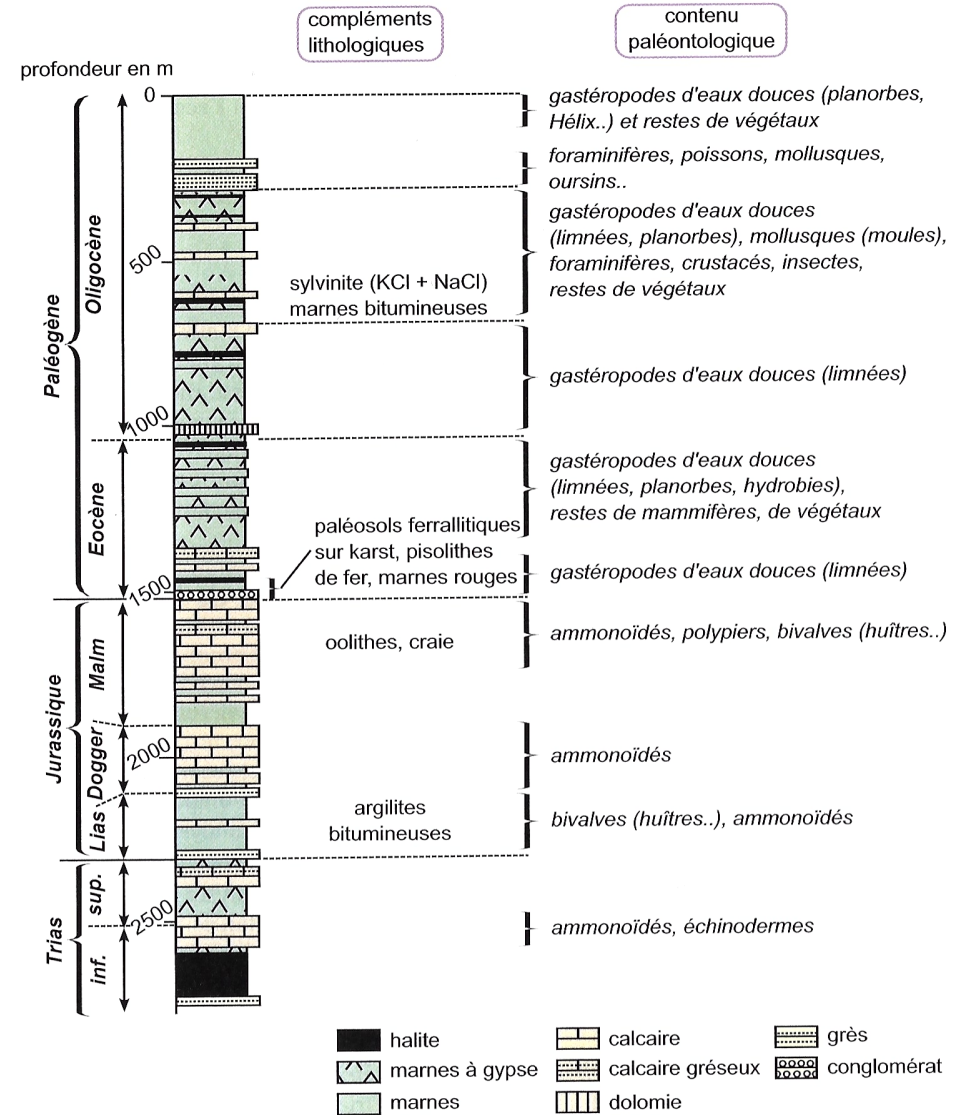 compléments
lithologiques
contenu
paléontologique
profondeur en m
0
500
1000
1500
2000
2500
Paléogène
Oligocène
Eocène
Jurassique
Malm
Dogger
Lias
Trias
sup.
inf.
sylvinite (KCl + NaCl)
marnes bitumineuses
paléosols ferrallitiques
sur karst, pisolithes
de fer, marnes rouges
oolithes, craie
argilites
bitumineuses
gastéropodes d'eaux douces (planorbes,
Hélix..) et restes de végétaux
foraminifères, poissons, mollusques,
oursins..
gastéropodes d'eaux douces
(limnées, planorbes), mollusques (moules),
foraminifères, crustacés, insectes,
restes de végétaux
gastéropodes d'eaux douces (limnées)
gastéropodes d'eaux douces
(limnées, planorbes, hydrobies),
restes de mammifères, de végétaux
gastéropodes d'eaux douces (limnées)
ammonoïdés, polypiers, bivalves (huîtres..)
ammonoïdés
bivalves (huîtres..), ammonoïdés
ammonoïdés, échinodermes
halite
marnes à gypse
marnes
calcaire
calcaire gréseux
dolomie
grès
conglomérat